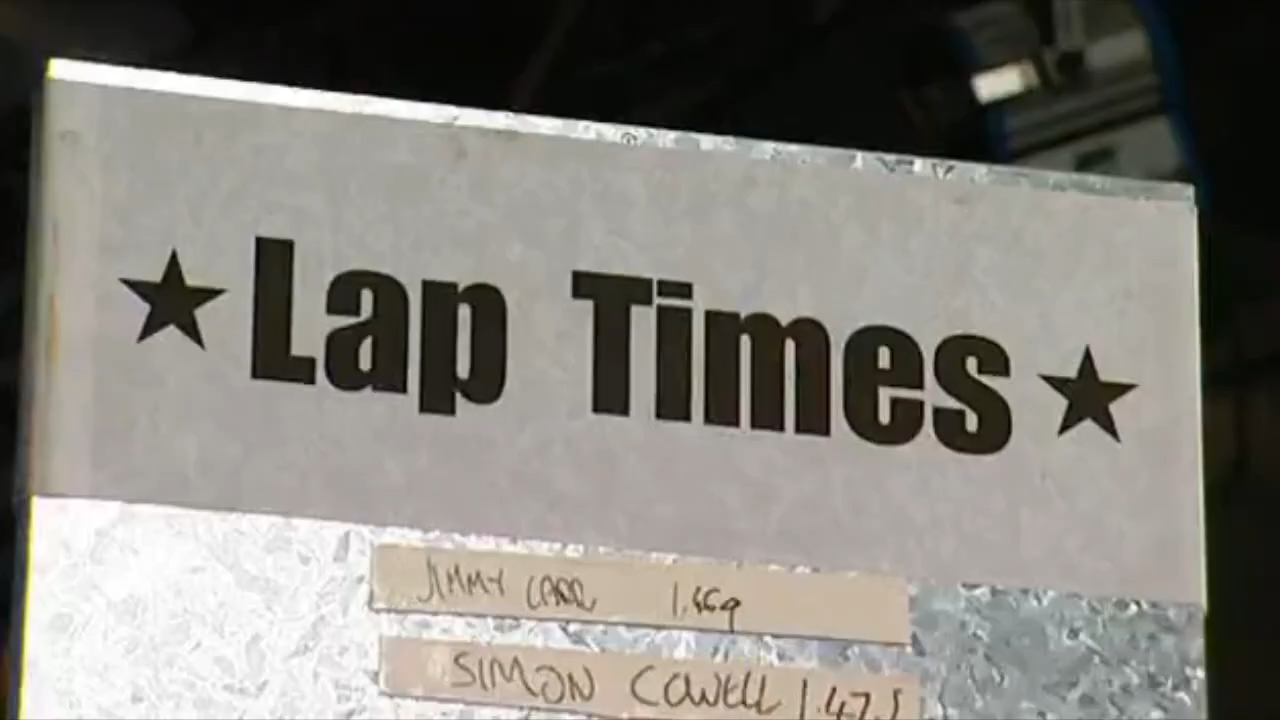 ★ Lap Times ★
JIMMY CARR 1.46.9
SIMON COWELL 1.47.1